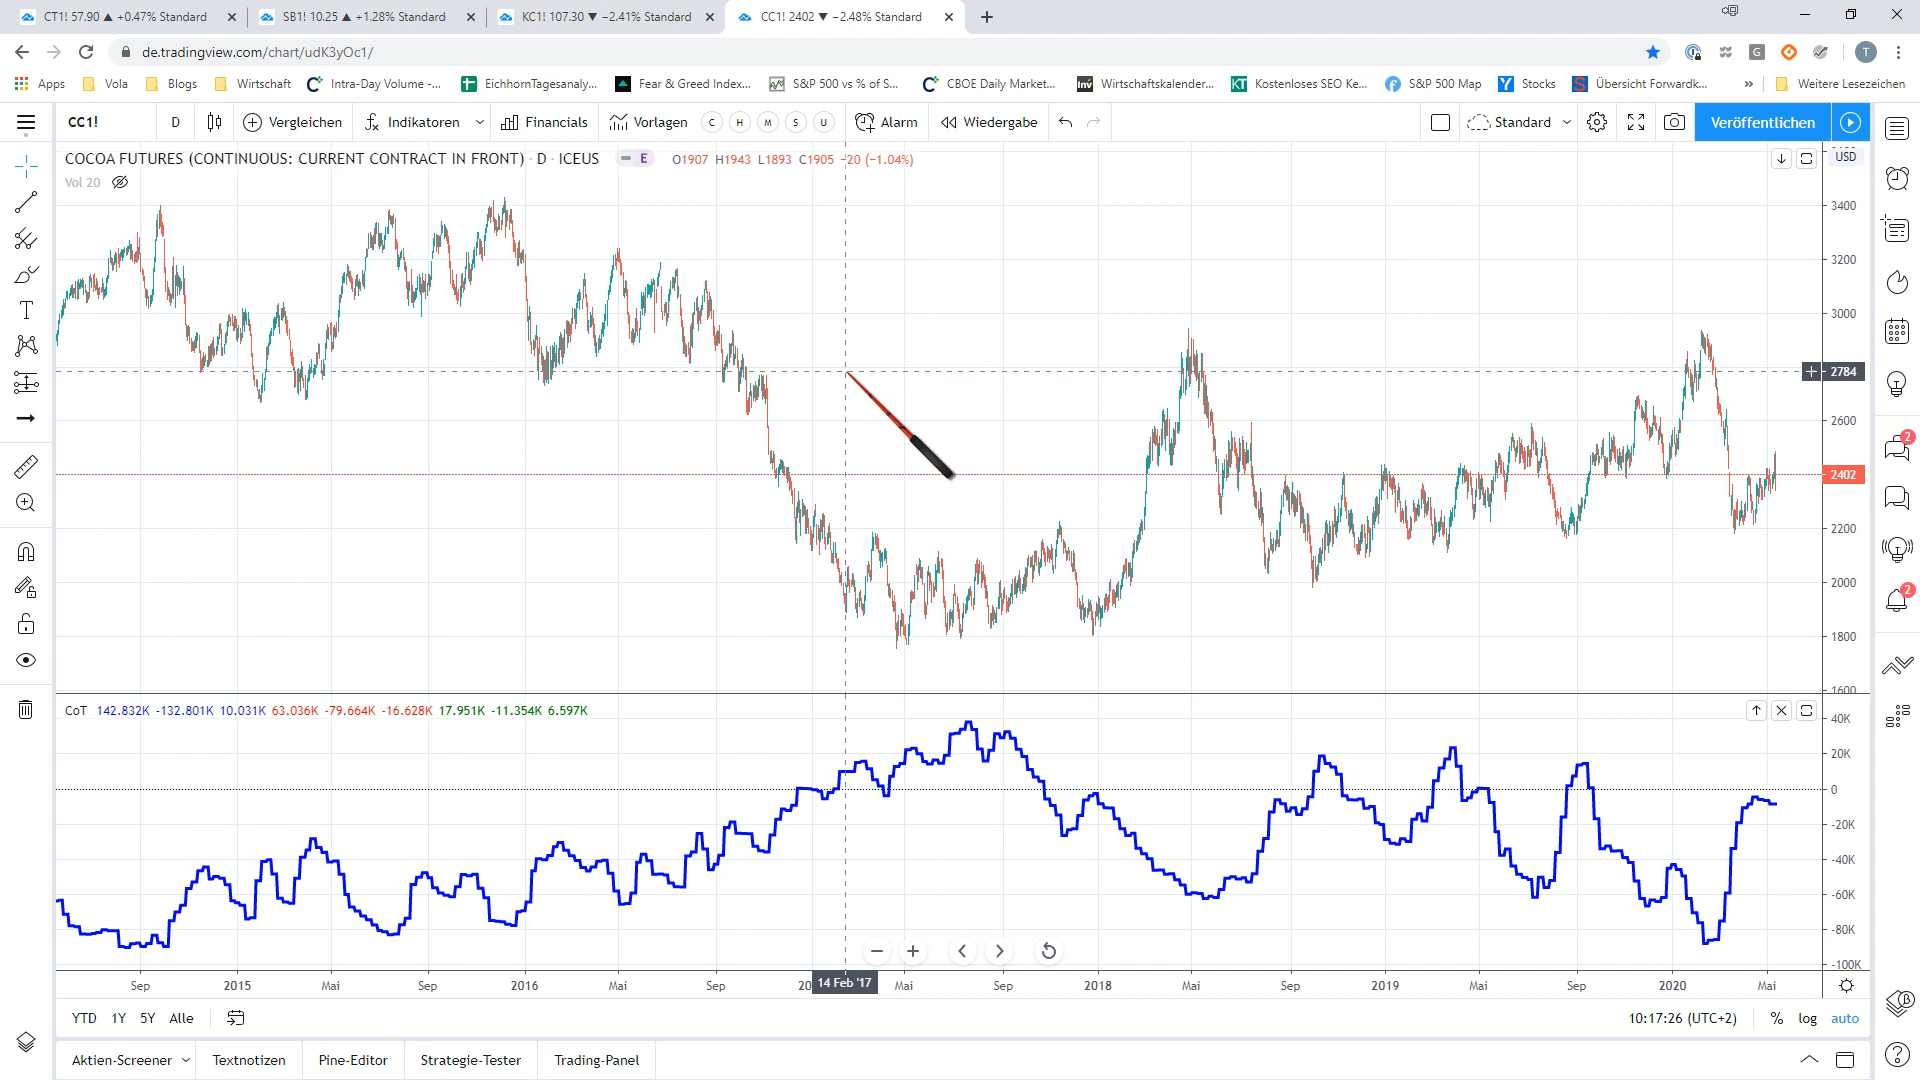 CT1! 57.90 ▲ +0.47% Standard
SB1! 10.25 ▲ +1.28% Standard
KC1! 107.30 ▼ −2.41% Standard
CC1! 2402 ▼ −2.48% Standard
de.tradingview.com/chart/udK3yOc1/
G
T
Apps
Vola
Blogs
Wirtschaft
Intra-Day Volume -...
EichhornTagesanaly...
Fear & Greed Index...
S&P 500 vs % of S...
CBOE Daily Market...
Inv
Wirtschaftskalender...
KT
Kostenloses SEO Ke...
S&P 500 Map
Stocks
Übersicht Forwardk...
»
Weitere Lesezeichen
CC1!
D
Vergleichen
Indikatoren
Financials
Vorlagen
C H M S U
Alarm
Wiedergabe
Standard
Veröffentlichen
COCOA FUTURES (CONTINUOUS: CURRENT CONTRACT IN FRONT) · D · ICEUS
E
O1907 H1943 L1893 C1905 −20 (−1.04%)
USD
Vol 20
3400
3200
3000
2784
2600
2402
2200
2000
1800
1600
2
2
CoT 142.832K -132.801K 10.031K 63.036K -79.664K -16.628K 17.951K -11.354K 6.597K
40K
20K
0
-20K
-40K
-60K
-80K
-100K
Sep 2015 Mai Sep 2016 Mai Sep 20 14 Feb '17 Mai Sep 2018 Mai Sep 2019 Mai Sep 2020 Mai
YTD 1Y 5Y Alle
10:17:26 (UTC+2)
% log auto
Aktien-Screener
Textnotizen
Pine-Editor
Strategie-Tester
Trading-Panel